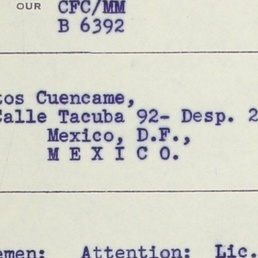 OUR CFC/MM
B 6392
tos Cuencame,
Calle Tacuba 92- Desp. 2
Mexico, D.F.,
M E X I C O.
emen: Attention: Lic.